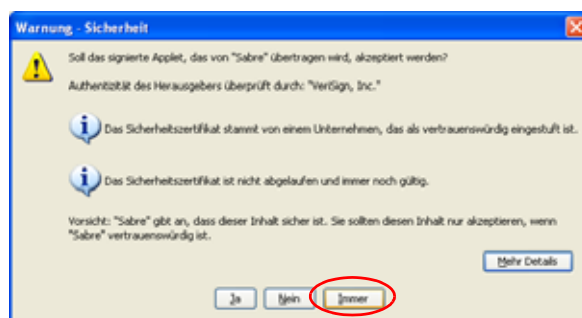 Warnung - Sicherheit
Soll das signierte Applet, das von "Sabre" übertragen wird, akzeptiert werden?
Authentizität des Herausgebers überprüft durch: "VeriSign, Inc."
Das Sicherheitszertifikat stammt von einem Unternehmen, das als vertrauenswürdig eingestuft ist.
Das Sicherheitszertifikat ist nicht abgelaufen und immer noch gültig.
Vorsicht: "Sabre" gibt an, dass dieser Inhalt sicher ist. Sie sollten diesen Inhalt nur akzeptieren, wenn
"Sabre" vertrauenswürdig ist.
Mehr Details
Ja Nein Immer